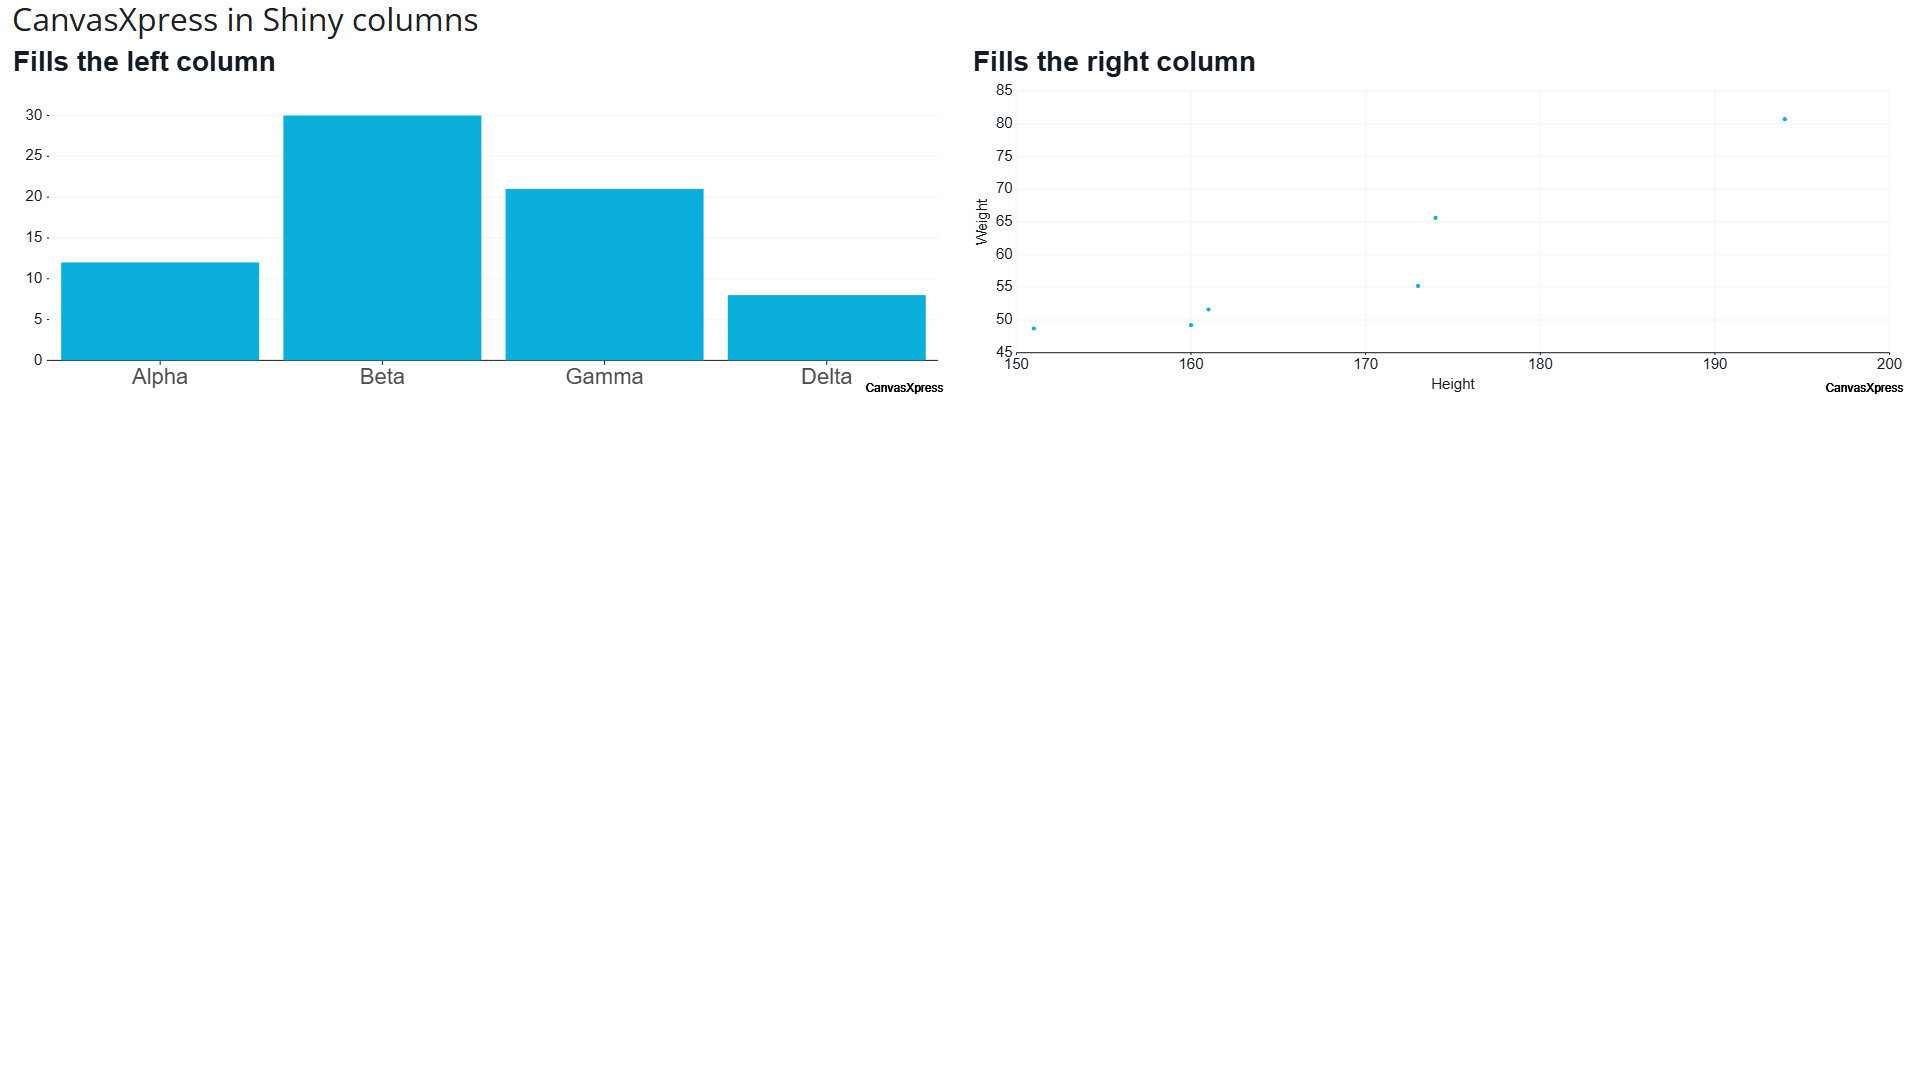 CanvasXpress in Shiny columns
Fills the left column
30
25
20
15
10
5
0
Alpha Beta Gamma Delta
CanvasXpress
Fills the right column
85
80
75
70
65
60
55
50
45
Weight
150 160 170 180 190 200
Height
CanvasXpress